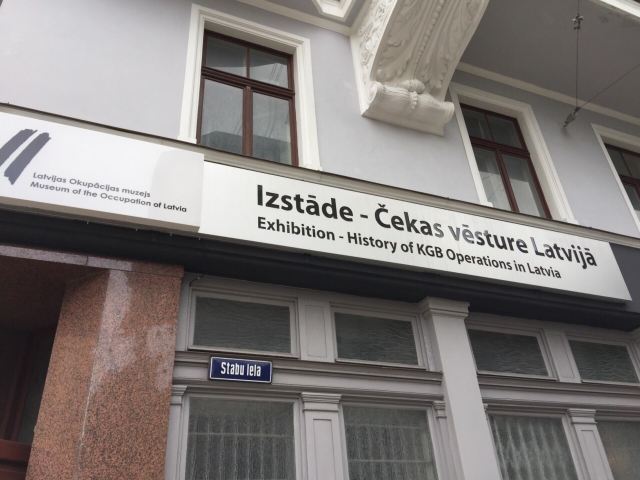 Latvijas Okupācijas muzejs
Museum of the Occupation of Latvia
Izstāde - Čekas vēsture Latvijā
Exhibition - History of KGB Operations in Latvia
Stabu iela